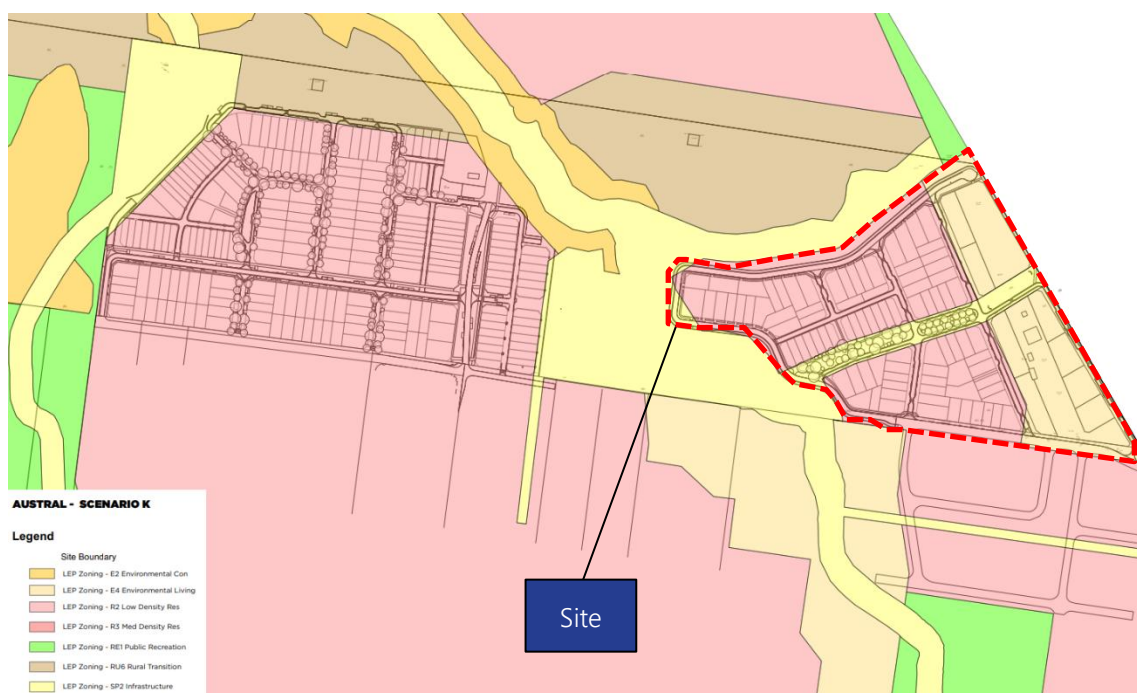 Site
AUSTRAL - SCENARIO K
Legend
Site Boundary
LEP Zoning - E2 Environmental Con
LEP Zoning - E4 Environmental Living
LEP Zoning - R2 Low Density Res
LEP Zoning - R3 Med Density Res
LEP Zoning - RE1 Public Recreation
LEP Zoning - RU6 Rural Transition
LEP Zoning - SP2 Infrastructure